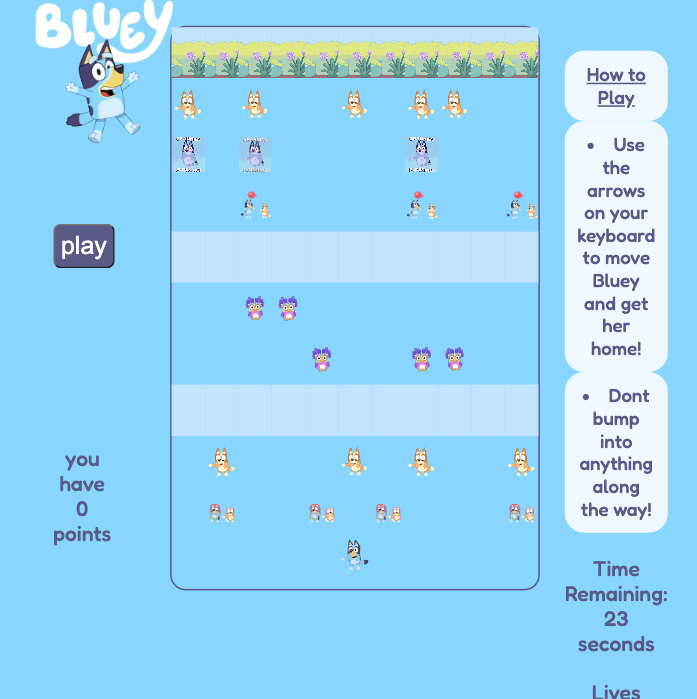 BLUEY
play
you
have
0
points
How to
Play
• Use
the
arrows
on your
keyboard
to move
Bluey
and get
her
home!
• Dont
bump
into
anything
along
the way!
Time
Remaining:
23
seconds
Lives